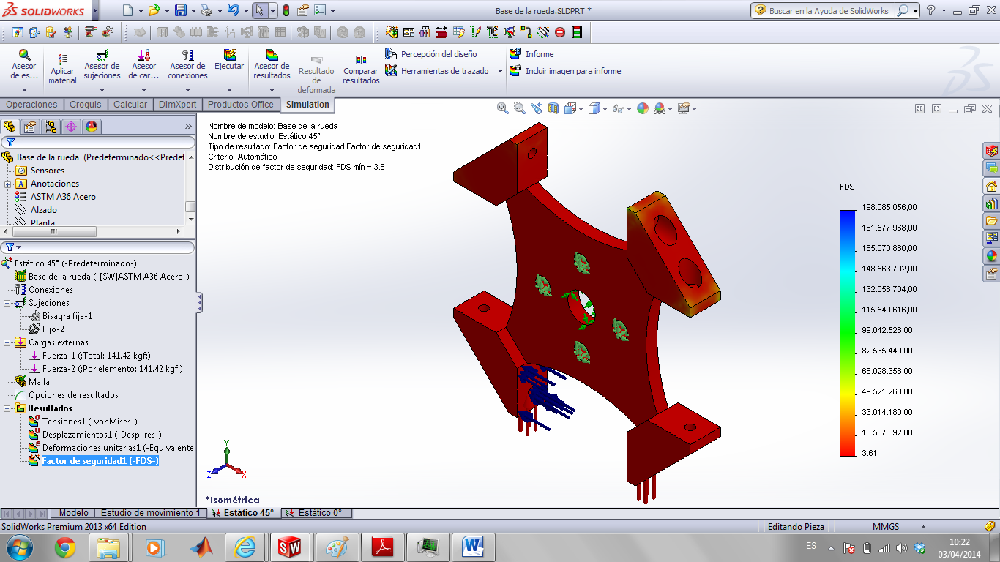 SOLIDWORKS
Base de la rueda.SLDPRT *
Buscar en la Ayuda de SolidWorks
Asesor de es...
Aplicar material
Asesor de sujeciones
Asesor de car...
Asesor de conexiones
Ejecutar
Asesor de resultados
Resultado de deformada
Comparar resultados
Percepción del diseño
Herramientas de trazado
Informe
Incluir imagen para informe
Operaciones
Croquis
Calcular
DimXpert
Productos Office
Simulation
Base de la rueda (Predeterminado<<Predet
Sensores
Anotaciones
ASTM A36 Acero
Alzado
Planta
Estático 45° (-Predeterminado-)
Base de la rueda (-[SW]ASTM A36 Acero-)
Conexiones
Sujeciones
Bisagra fija-1
Fijo-2
Cargas externas
Fuerza-1 (:Total: 141.42 kgf:)
Fuerza-2 (:Por elemento: 141.42 kgf:)
Malla
Opciones de resultados
Resultados
Tensiones1 (-vonMises-)
Desplazamientos1 (-Despl res-)
Deformaciones unitarias1 (-Equivalente
Factor de seguridad1 (-FDS-)
Nombre de modelo: Base de la rueda
Nombre de estudio: Estático 45°
Tipo de resultado: Factor de seguridad Factor de seguridad1
Criterio: Automático
Distribución de factor de seguridad: FDS mín = 3.6
FDS
198.085.056,00
181.577.968,00
165.070.880,00
148.563.792,00
132.056.704,00
115.549.616,00
99.042.528,00
82.535.440,00
66.028.356,00
49.521.268,00
33.014.180,00
16.507.092,00
3.61
Y
Z
X
*Isométrica
Modelo
Estudio de movimiento 1
Estático 45°
Estático 0°
SolidWorks Premium 2013 x64 Edition
Editando Pieza
MMGS
ES
10:22
03/04/2014